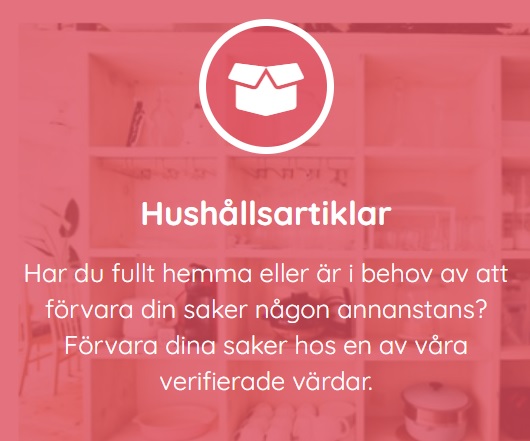 Hushållsartiklar
Har du fullt hemma eller är i behov av att
förvara din saker någon annanstans?
Förvara dina saker hos en av våra
verifierade värdar.